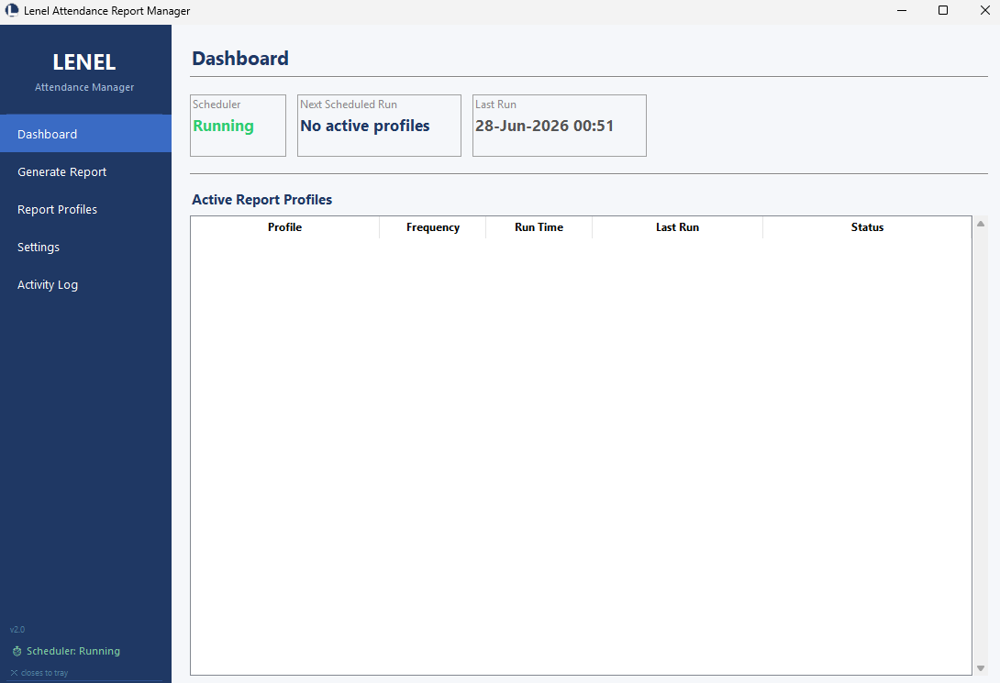 Lenel Attendance Report Manager
LENEL
Attendance Manager
Dashboard
Generate Report
Report Profiles
Settings
Activity Log
v2.0
Scheduler: Running
closes to tray
Dashboard
Scheduler
Running
Next Scheduled Run
No active profiles
Last Run
28-Jun-2026 00:51
Active Report Profiles
Profile Frequency Run Time Last Run Status